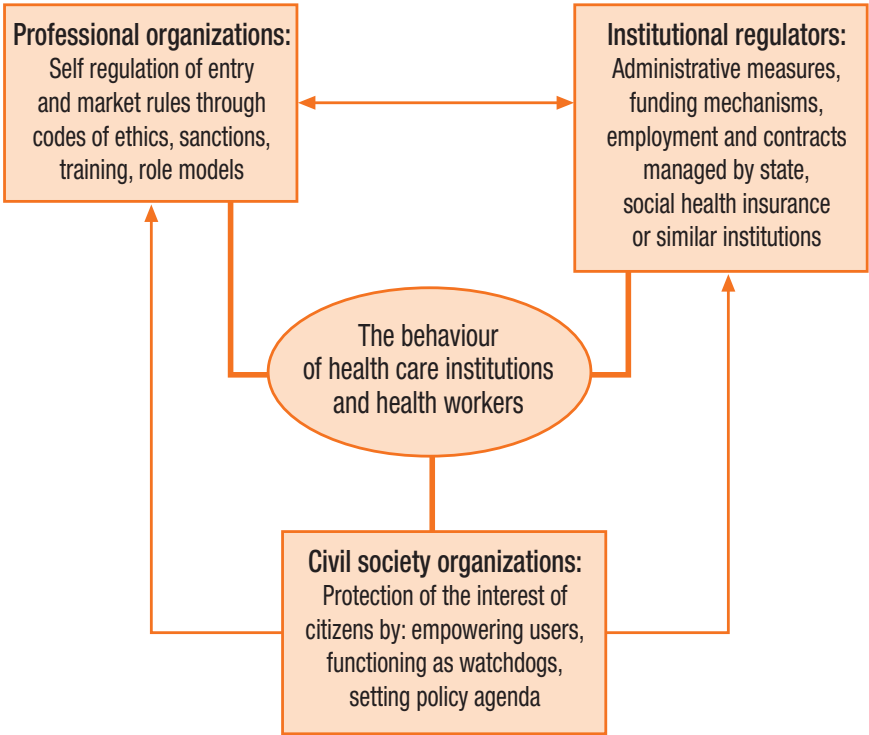 Professional organizations:
Self regulation of entry
and market rules through
codes of ethics, sanctions,
training, role models
Institutional regulators:
Administrative measures,
funding mechanisms,
employment and contracts
managed by state,
social health insurance
or similar institutions
The behaviour
of health care institutions
and health workers
Civil society organizations:
Protection of the interest of
citizens by: empowering users,
functioning as watchdogs,
setting policy agenda